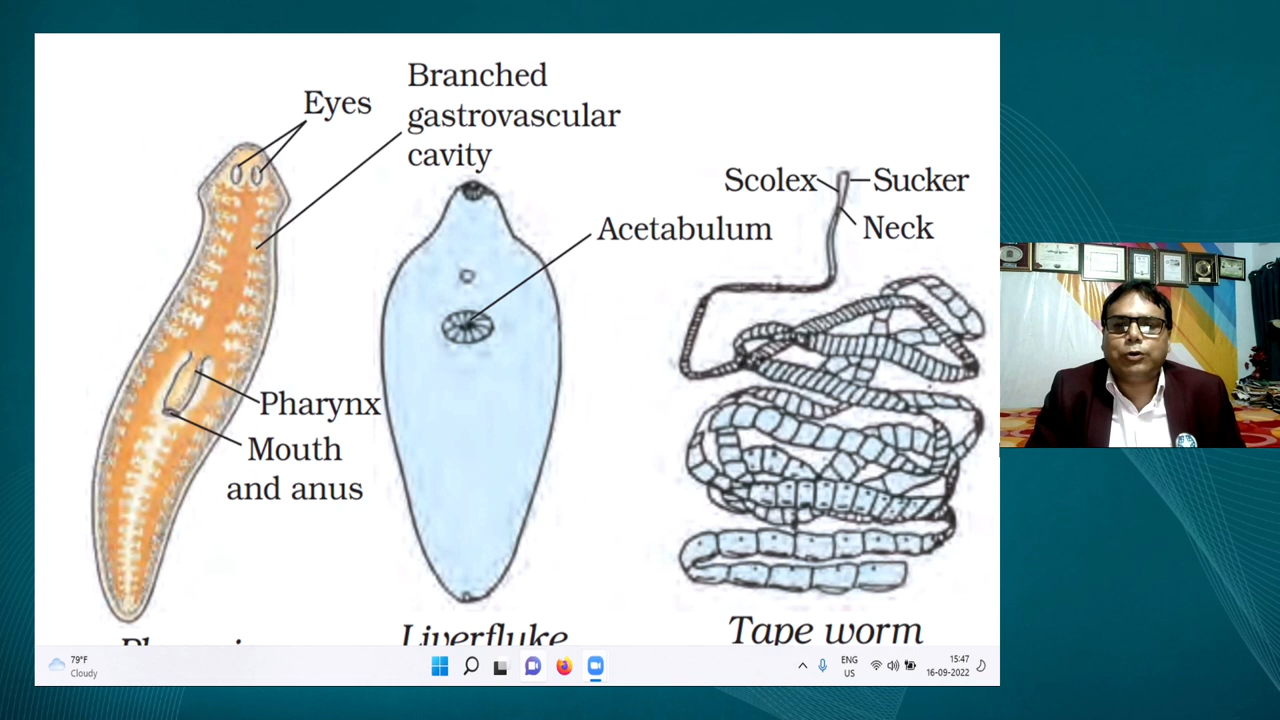 Eyes
Branched
gastrovascular
cavity
Scolex
Sucker
Acetabulum
Neck
Pharynx
Mouth
and anus
Liverfluke
Tape worm
79°F
Cloudy
ENG
US
15:47
16-09-2022